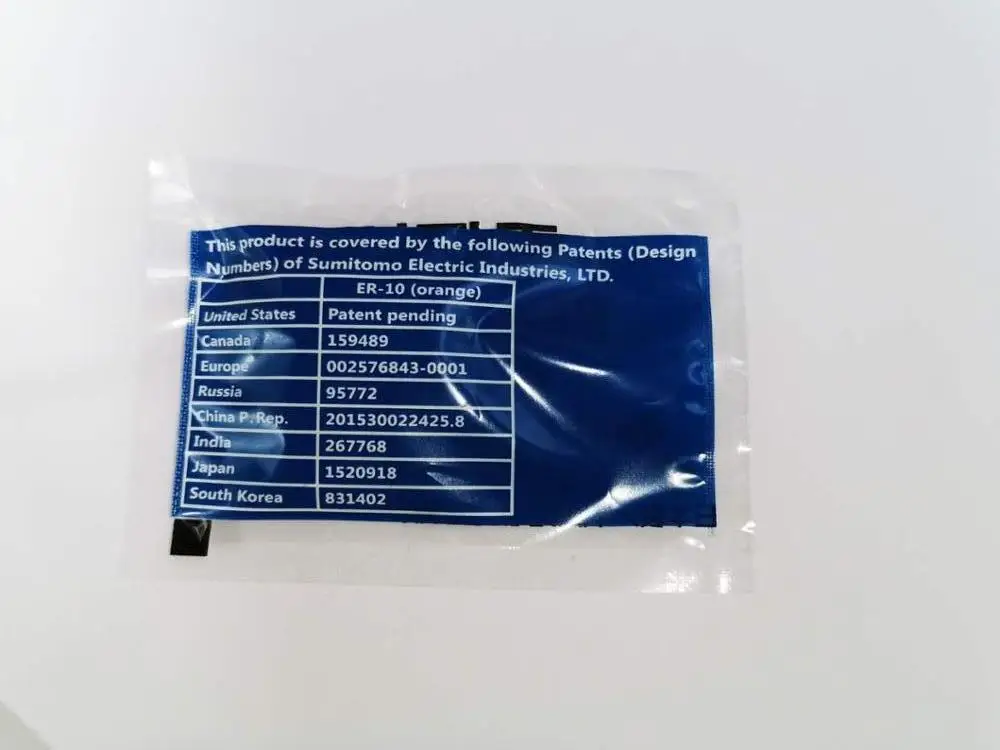 This product is covered by the following Patents (Design
Numbers) of Sumitomo Electric Industries, LTD.
ER-10 (orange)
United States Patent pending
Canada 159489
Europe 002576843-0001
Russia 95772
China P.Rep. 201530022425.8
India 267768
Japan 1520918
South Korea 831402